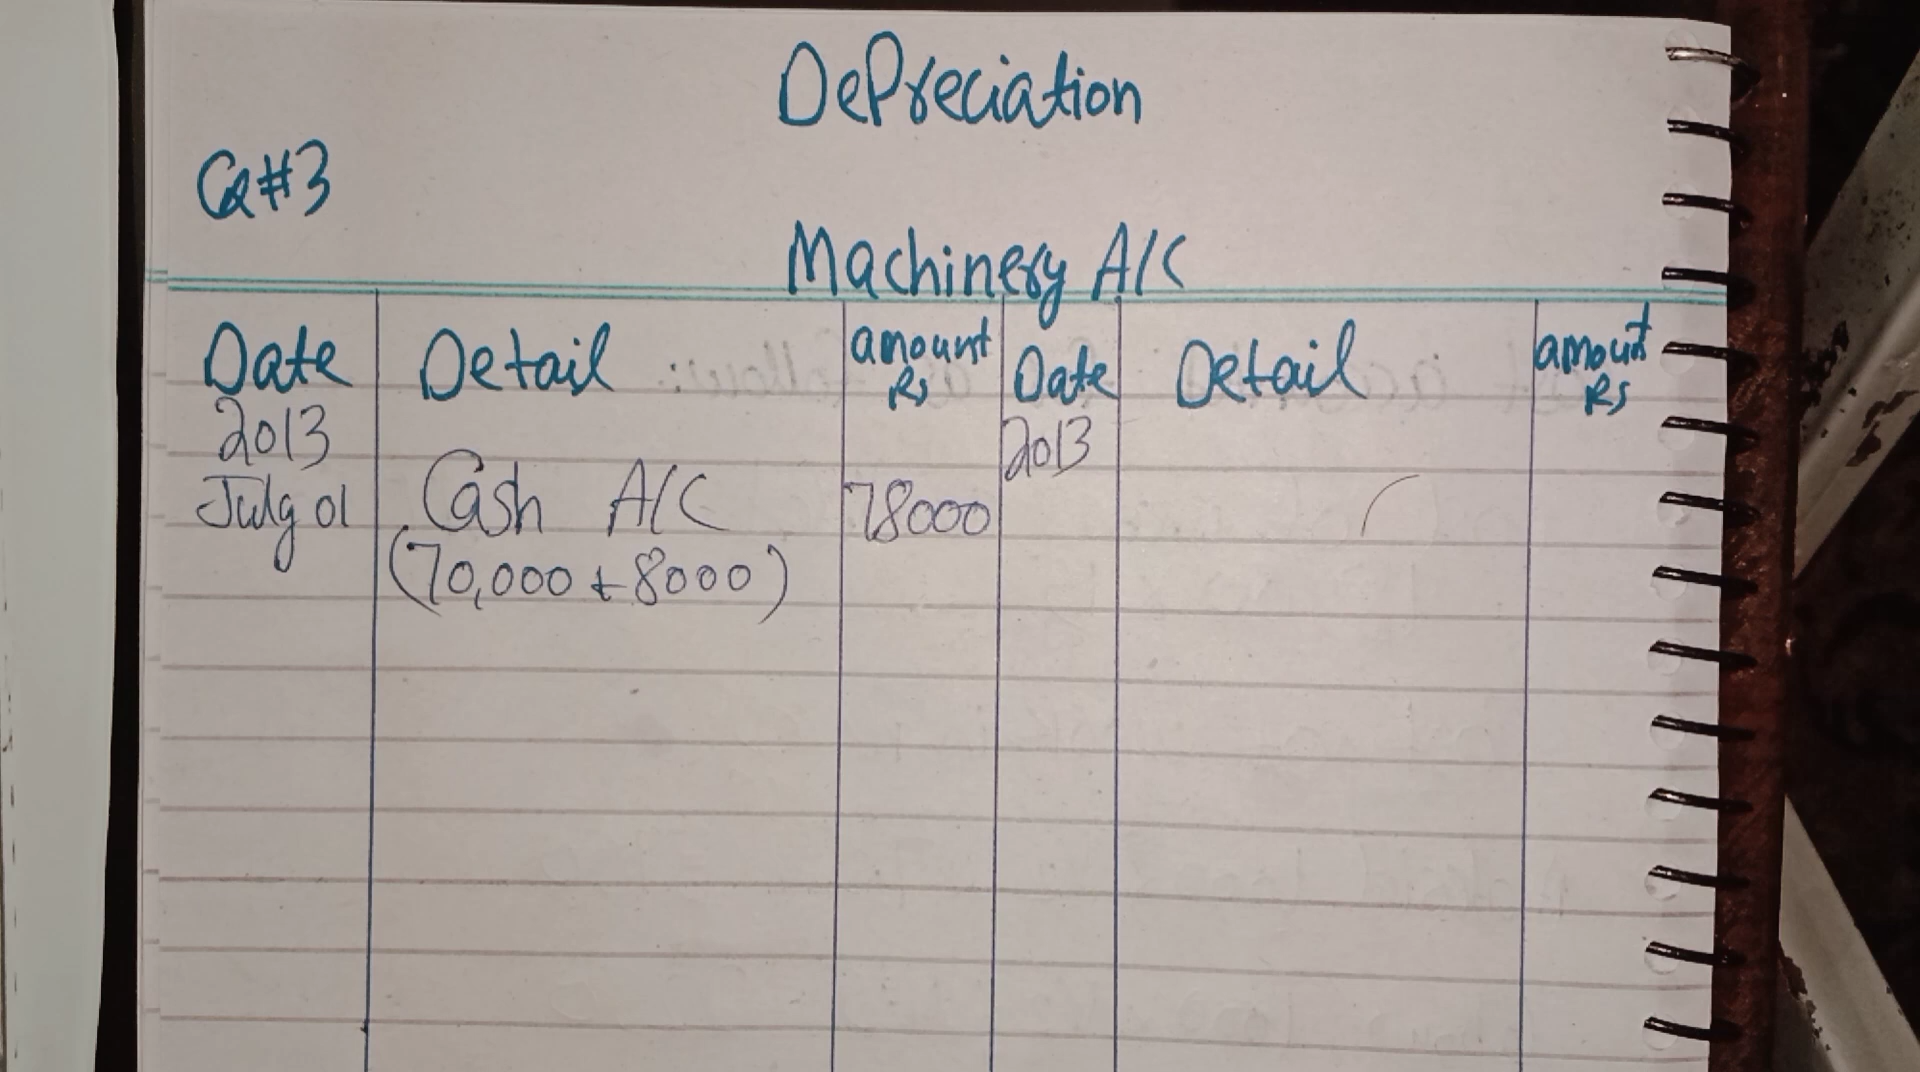 Depreciation
Q#3
Machinery A/C
Date Detail amount Rs Date Detail amount Rs
2013 2013
July 01 Cash A/C 78000
(70,000 + 8000)